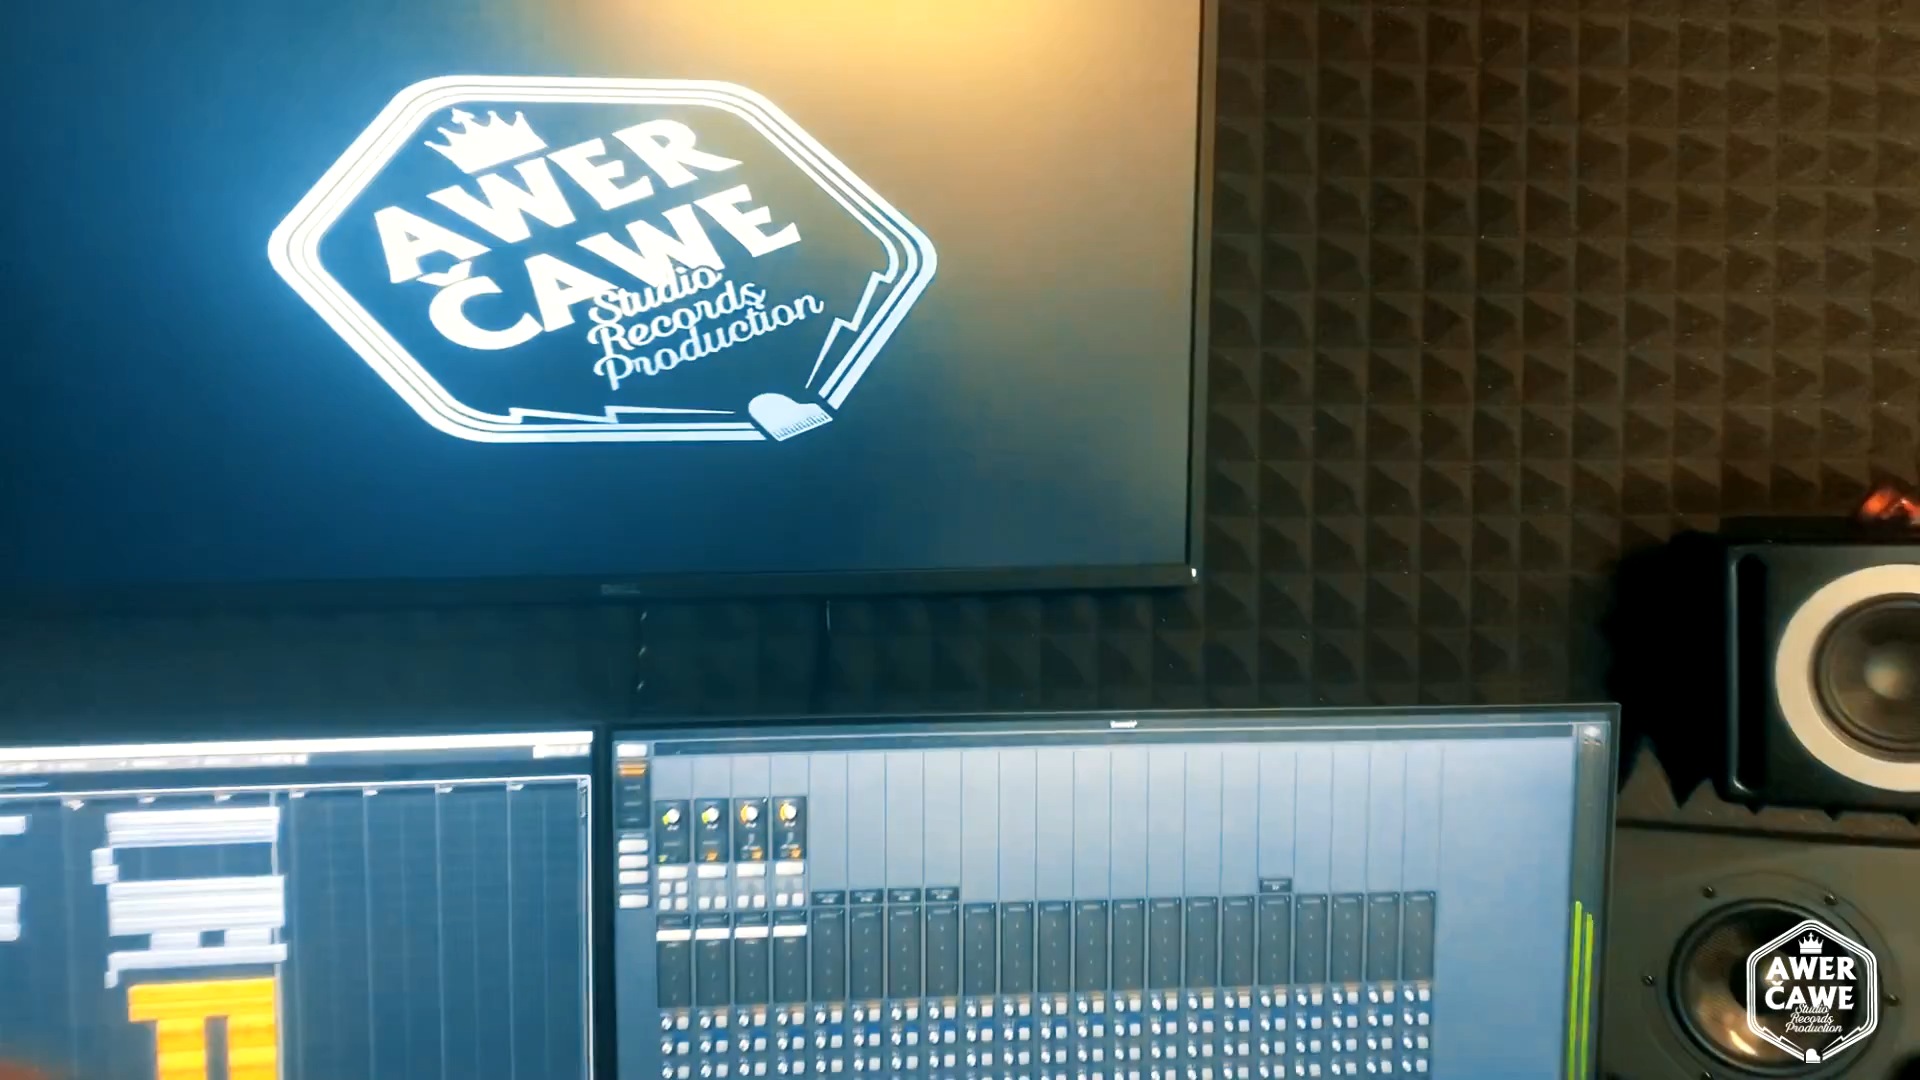 AWER
ČAWE
Studio
Records
Production
AWER
ČAWE
Studio
Records
Production